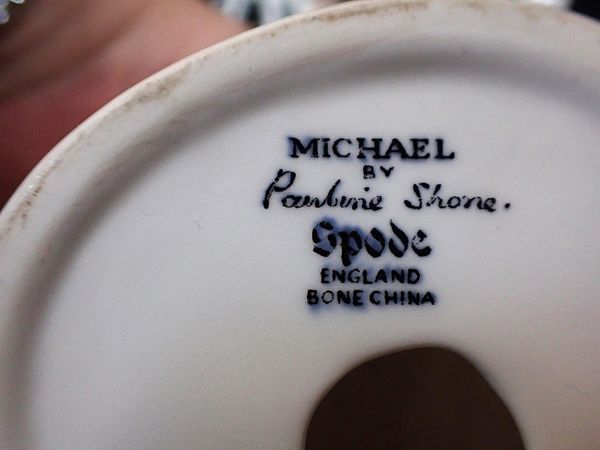 MICHAEL
BY
Pauline Shone.
Spode
ENGLAND
BONE CHINA